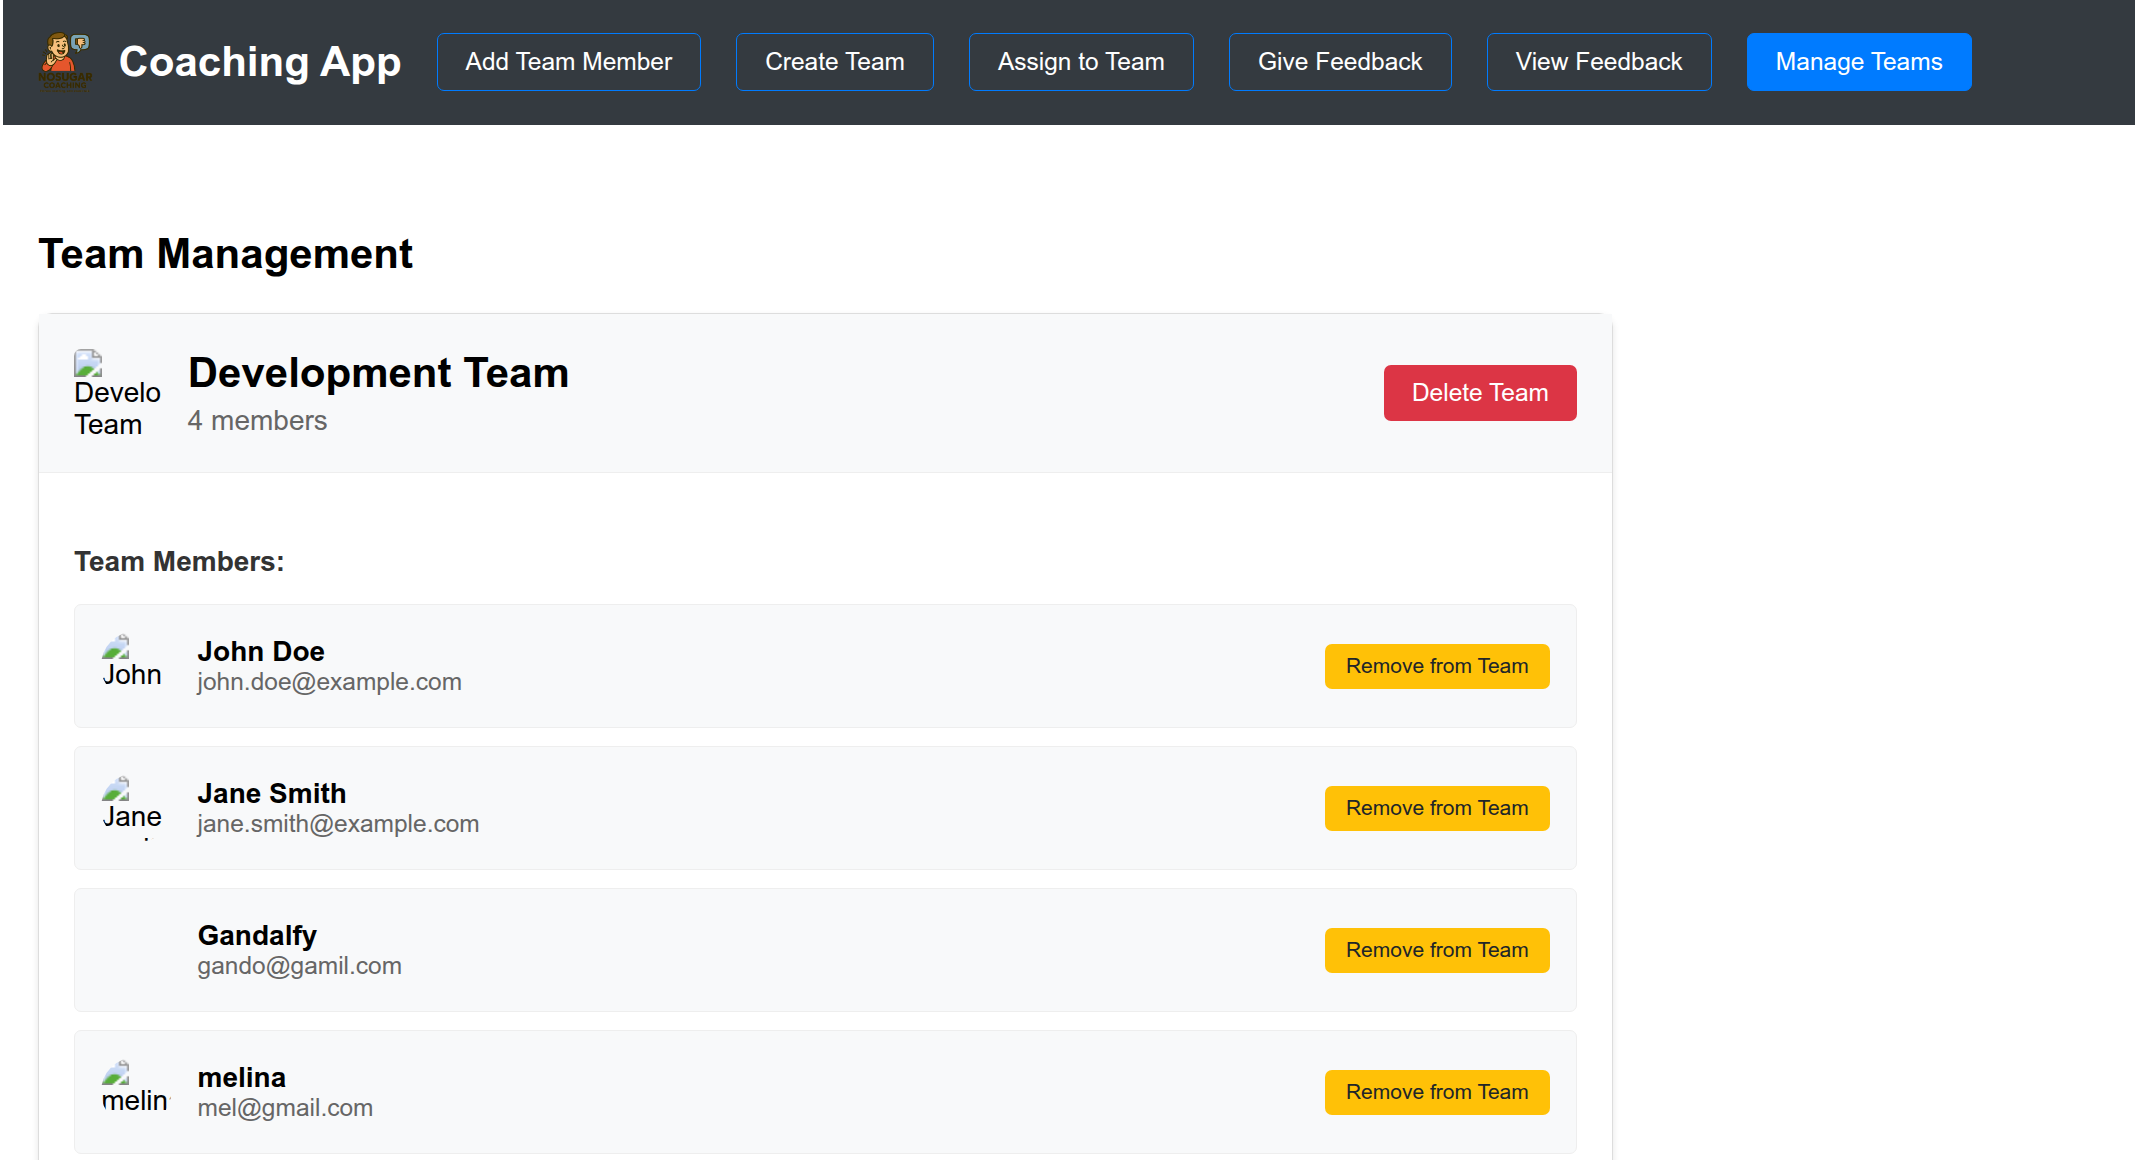 NOSUGAR
COACHING
Coaching App
Add Team Member
Create Team
Assign to Team
Give Feedback
View Feedback
Manage Teams
Team Management
Develo
Team
Development Team
4 members
Delete Team
Team Members:
John
John Doe
john.doe@example.com
Remove from Team
Jane
Jane Smith
jane.smith@example.com
Remove from Team
Gandalfy
gando@gamil.com
Remove from Team
melin
melina
mel@gmail.com
Remove from Team